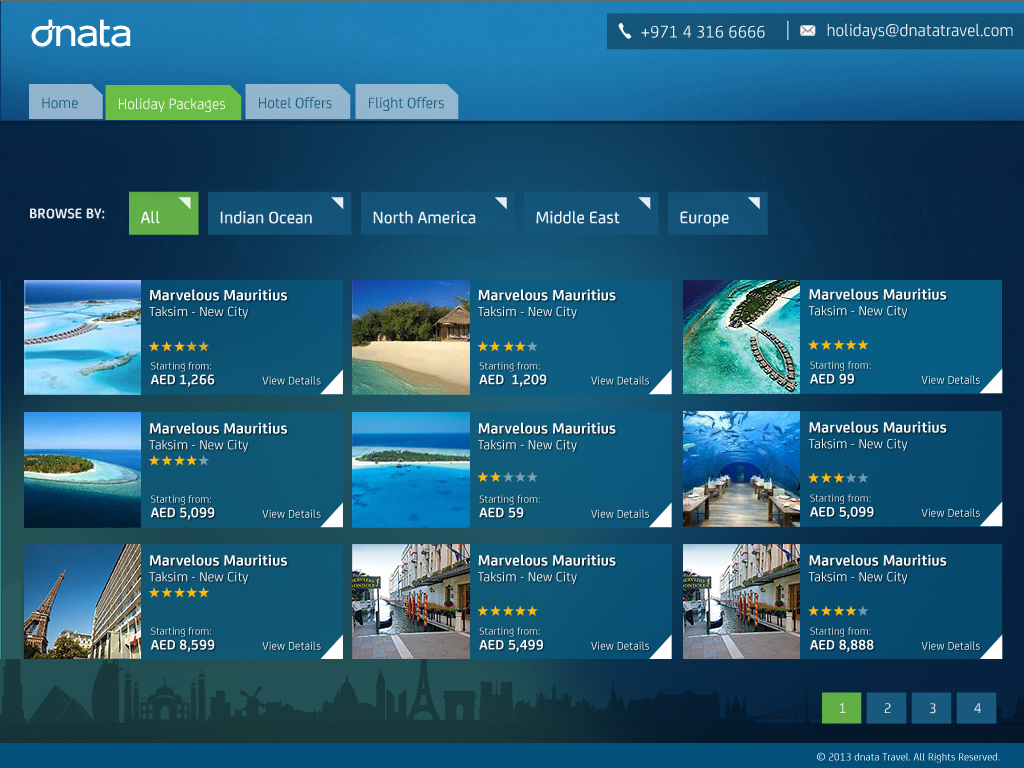 dnata
+971 4 316 6666 | holidays@dnatatravel.com
Home
Holiday Packages
Hotel Offers
Flight Offers
BROWSE BY:
All
Indian Ocean
North America
Middle East
Europe
Marvelous Mauritius
Taksim - New City
Starting from:
AED 1,266
View Details
Marvelous Mauritius
Taksim - New City
Starting from:
AED 1,209
View Details
Marvelous Mauritius
Taksim - New City
Starting from:
AED 99
View Details
Marvelous Mauritius
Taksim - New City
Starting from:
AED 5,099
View Details
Marvelous Mauritius
Taksim - New City
Starting from:
AED 59
View Details
Marvelous Mauritius
Taksim - New City
Starting from:
AED 5,099
View Details
Marvelous Mauritius
Taksim - New City
Starting from:
AED 8,599
View Details
SERVIZIO
GONDOLE
Marvelous Mauritius
Taksim - New City
Starting from:
AED 5,499
View Details
SERVIZIO
GONDOLE
Marvelous Mauritius
Taksim - New City
Starting from:
AED 8,888
View Details
1
2
3
4
© 2013 dnata Travel. All Rights Reserved.